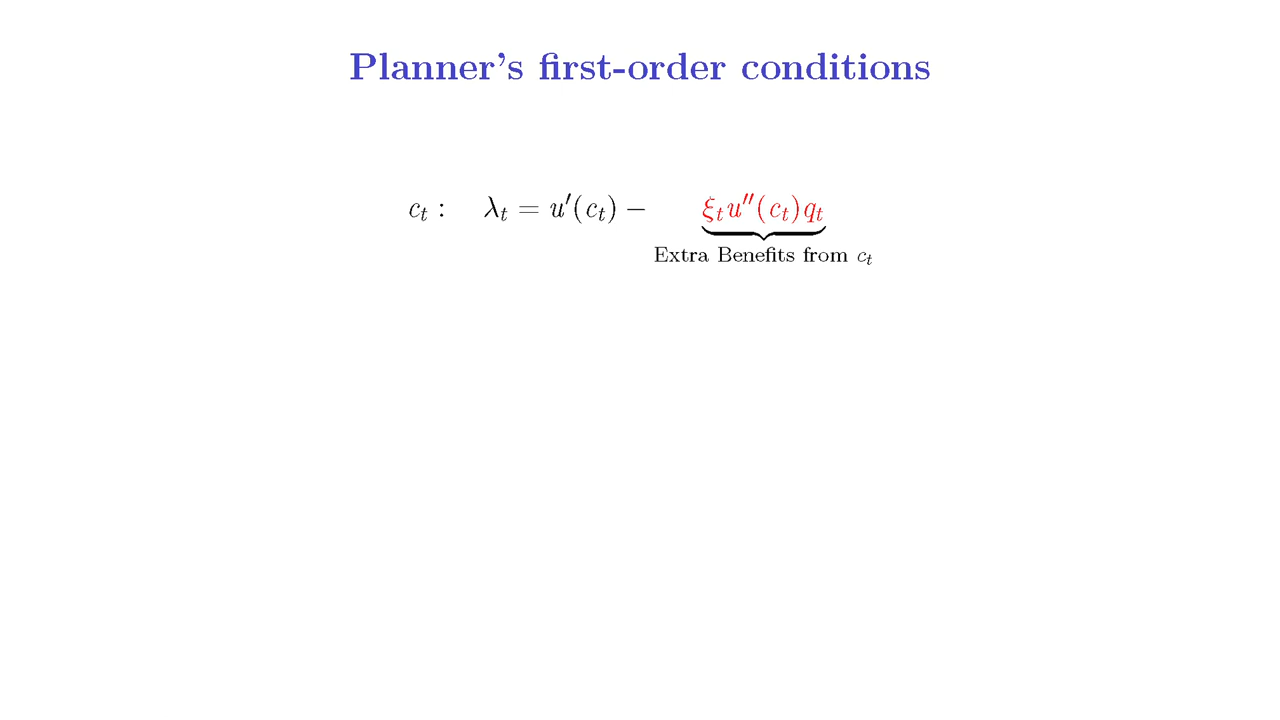 Planner's first-order conditions
c_t :   λ_t = u′(c_t) − ξ_t u″(c_t)q_t
Extra Benefits from c_t